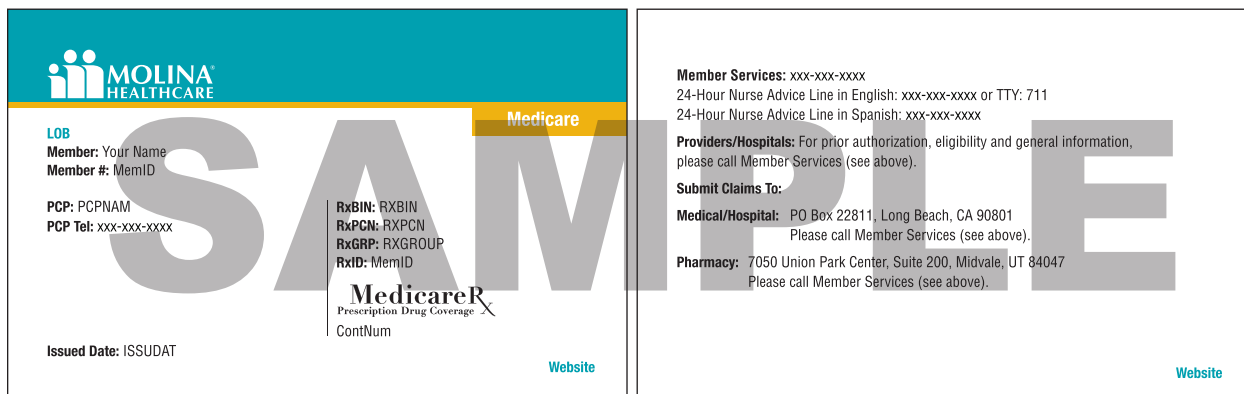 MOLINA®
HEALTHCARE
Medicare
LOB
Member: Your Name
Member #: MemID
PCP: PCPNAM
PCP Tel: xxx-xxx-xxxx
RxBIN: RXBIN
RxPCN: RXPCN
RxGRP: RXGROUP
RxID: MemID
MedicareRx
Prescription Drug Coverage
ContNum
Issued Date: ISSUDAT
Website
Member Services: xxx-xxx-xxxx
24-Hour Nurse Advice Line in English: xxx-xxx-xxxx or TTY: 711
24-Hour Nurse Advice Line in Spanish: xxx-xxx-xxxx
Providers/Hospitals: For prior authorization, eligibility and general information,
please call Member Services (see above).
Submit Claims To:
Medical/Hospital: PO Box 22811, Long Beach, CA 90801
Please call Member Services (see above).
Pharmacy: 7050 Union Park Center, Suite 200, Midvale, UT 84047
Please call Member Services (see above).
Website
SAMPLE